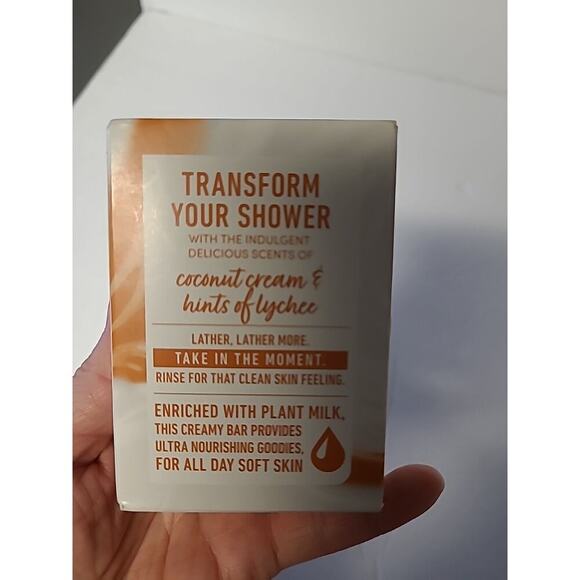 TRANSFORM
YOUR SHOWER
WITH THE INDULGENT
DELICIOUS SCENTS OF
coconut cream &
hints of lychee
LATHER, LATHER MORE.
TAKE IN THE MOMENT.
RINSE FOR THAT CLEAN SKIN FEELING.
ENRICHED WITH PLANT MILK,
THIS CREAMY BAR PROVIDES
ULTRA NOURISHING GOODIES,
FOR ALL DAY SOFT SKIN